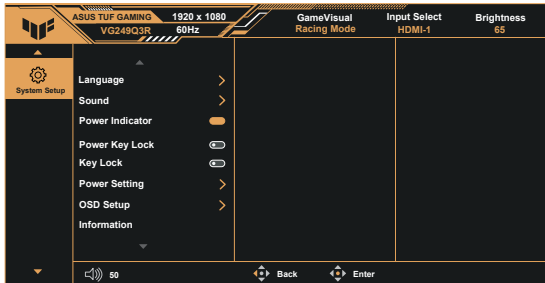 ASUS TUF GAMING 1920 x 1080
VG249Q3R 60Hz
GameVisual
Racing Mode
Input Select
HDMI-1
Brightness
65
System Setup
Language
Sound
Power Indicator
Power Key Lock
Key Lock
Power Setting
OSD Setup
Information
50
Back
Enter